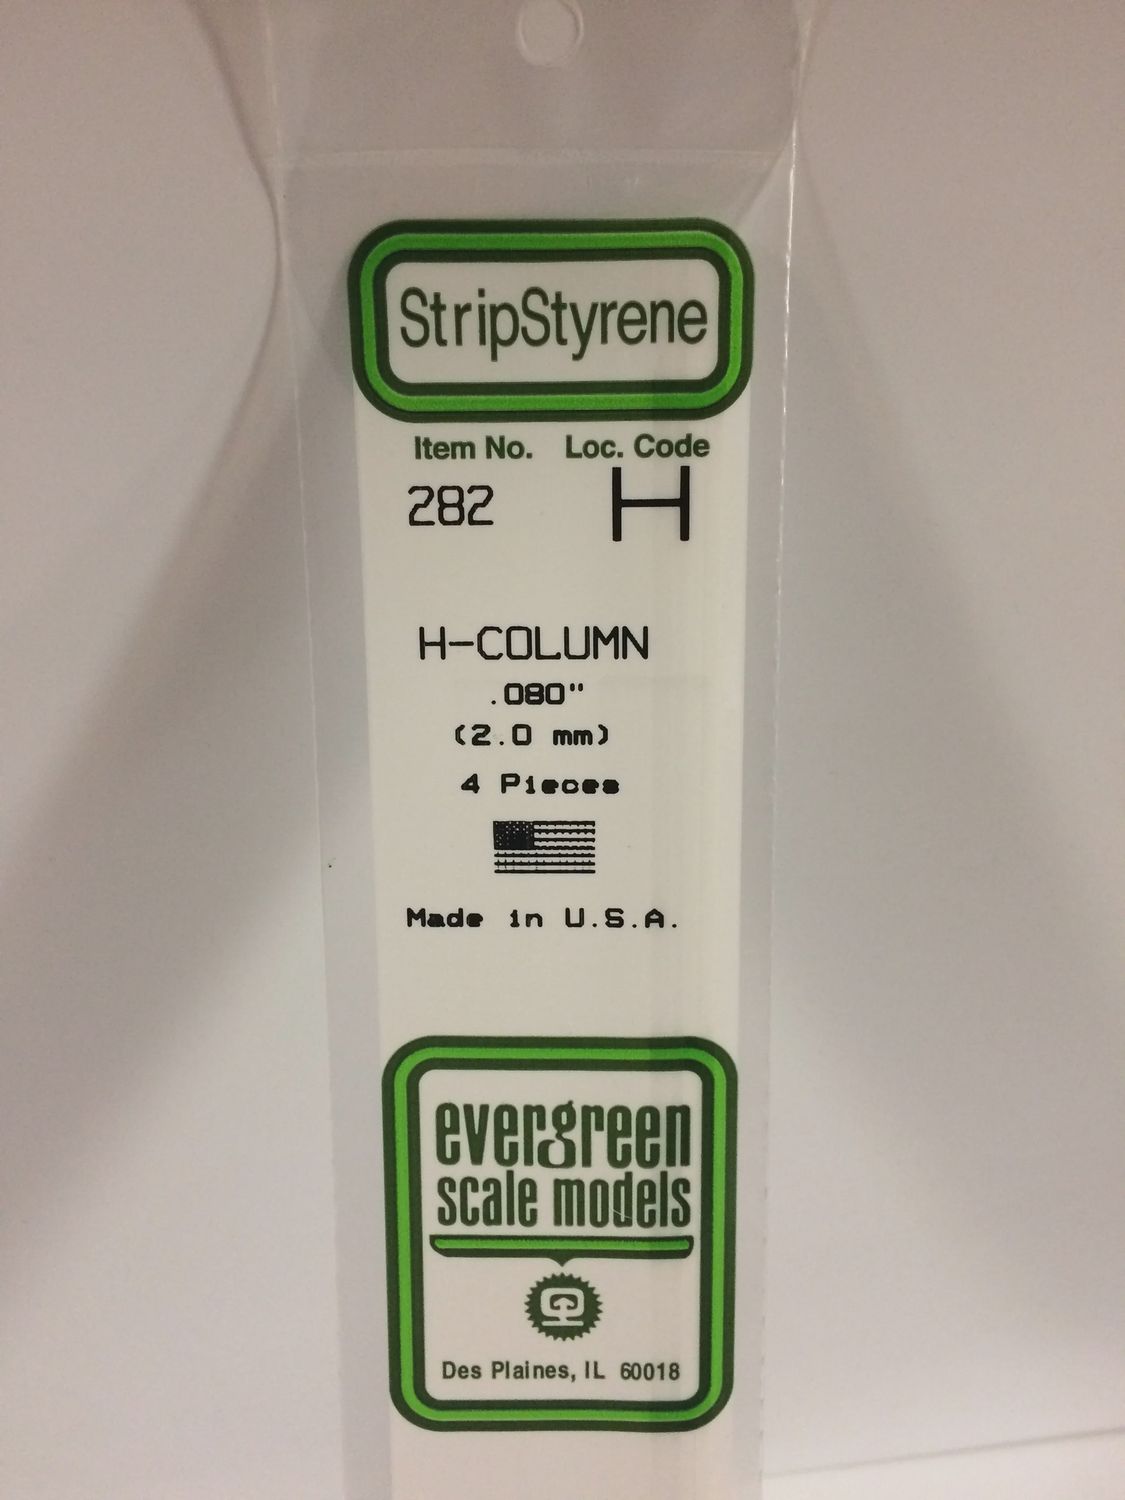 StripStyrene
Item No. Loc. Code
282 H
H-COLUMN
.080"
(2.0 mm)
4 Pieces
Made in U.S.A.
evergreen
scale models
Des Plaines, IL 60018